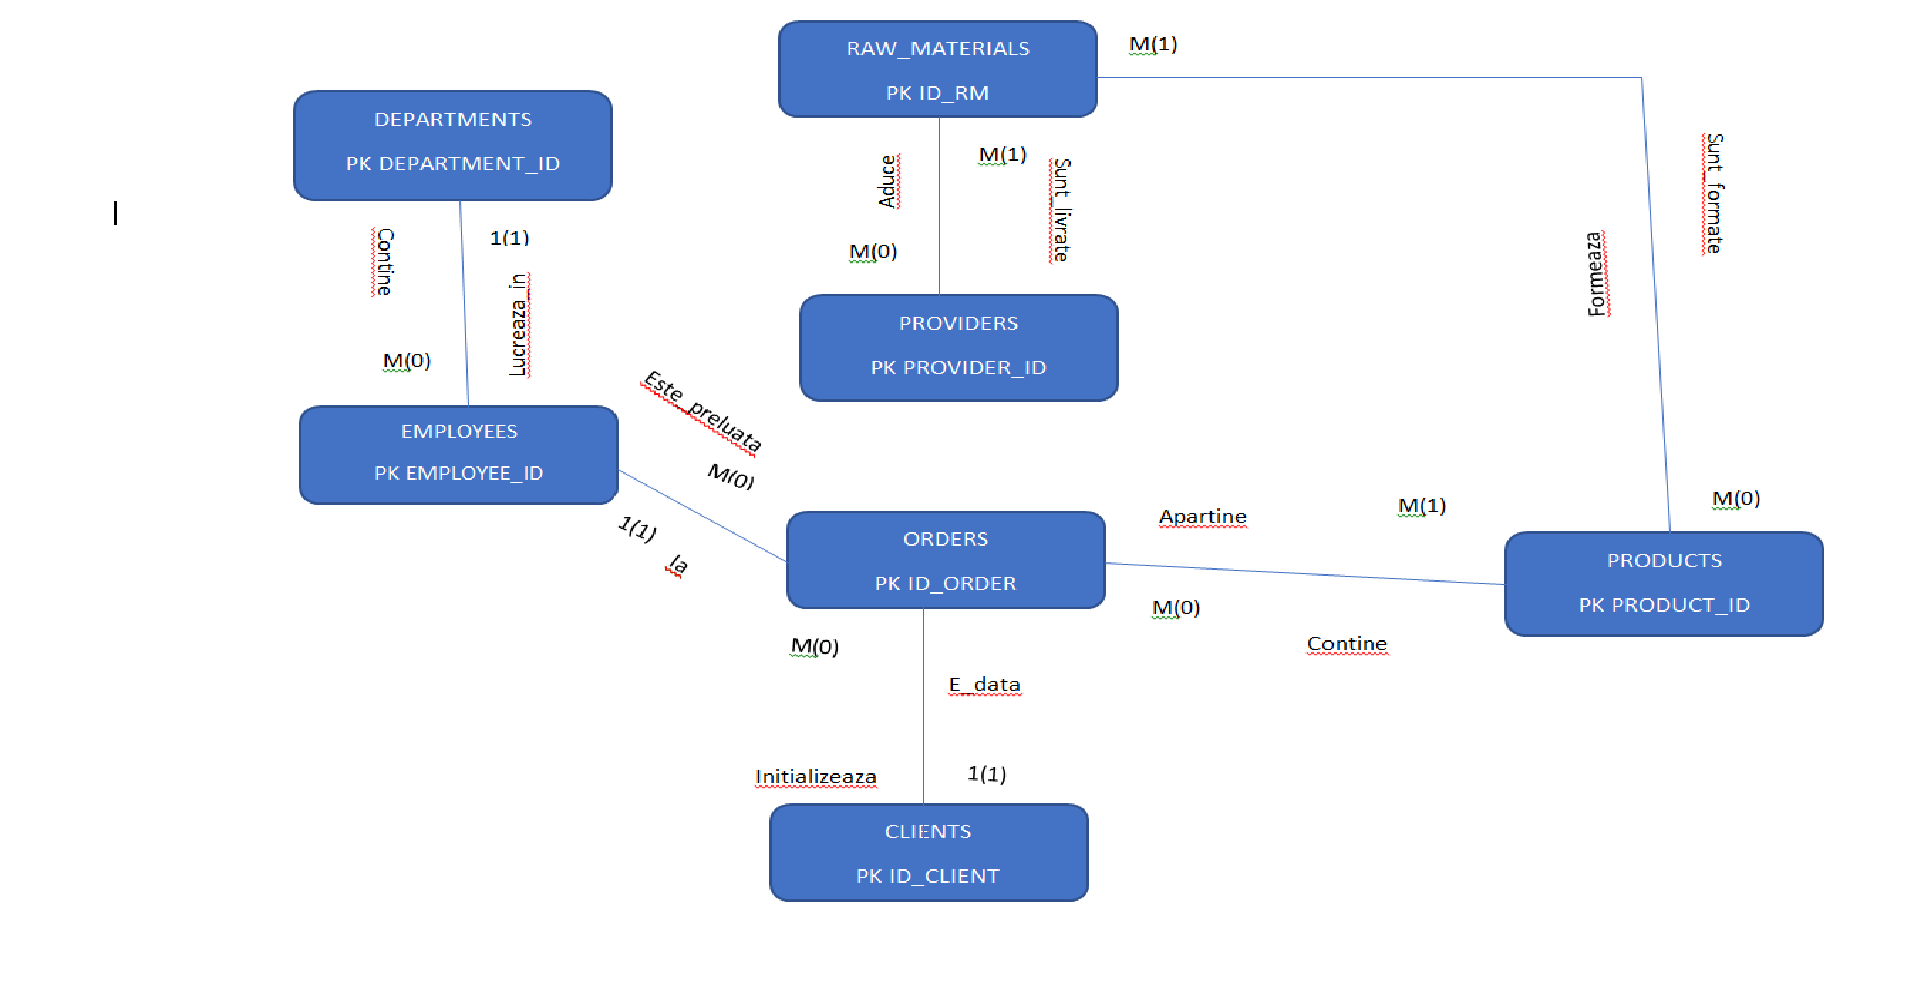 RAW_MATERIALS
PK ID_RM
M(1)
DEPARTMENTS
PK DEPARTMENT_ID
Aduce
M(1)
Sunt_livrate
Sunt_formate
Contine
1(1)
M(0)
Formeaza
Lucreaza_in
PROVIDERS
PK PROVIDER_ID
M(0)
Este_preluata
EMPLOYEES
PK EMPLOYEE_ID
M(0)
1(1)
Ia
ORDERS
PK ID_ORDER
Apartine
M(1)
M(0)
PRODUCTS
PK PRODUCT_ID
M(0)
Contine
M(0)
E_data
Initializeaza
1(1)
CLIENTS
PK ID_CLIENT